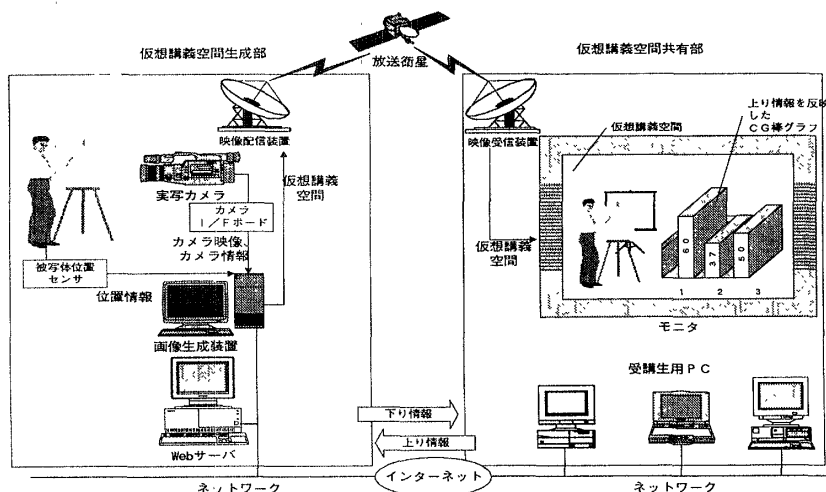 仮想講義空間生成部
放送衛星
仮想講義空間共有部
映像配信装置
実写カメラ
カメラ
I/Fボード
カメラ映像、
カメラ情報
仮想講義
空間
被写体位置
センサ
位置情報
画像生成装置
Webサーバ
ネットワーク
下り情報
上り情報
インターネット
映像受信装置
仮想講義空間
上り情報を反映
した
CG棒グラフ
仮想講義
空間
60
37
50
1 2 3
モニタ
受講生用PC
ネットワーク